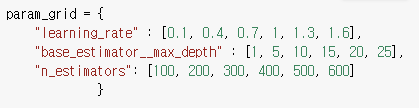 param_grid = {
"learning_rate" : [0.1, 0.4, 0.7, 1, 1.3, 1.6],
"base_estimator__max_depth" : [1, 5, 10, 15, 20, 25],
"n_estimators": [100, 200, 300, 400, 500, 600]
}